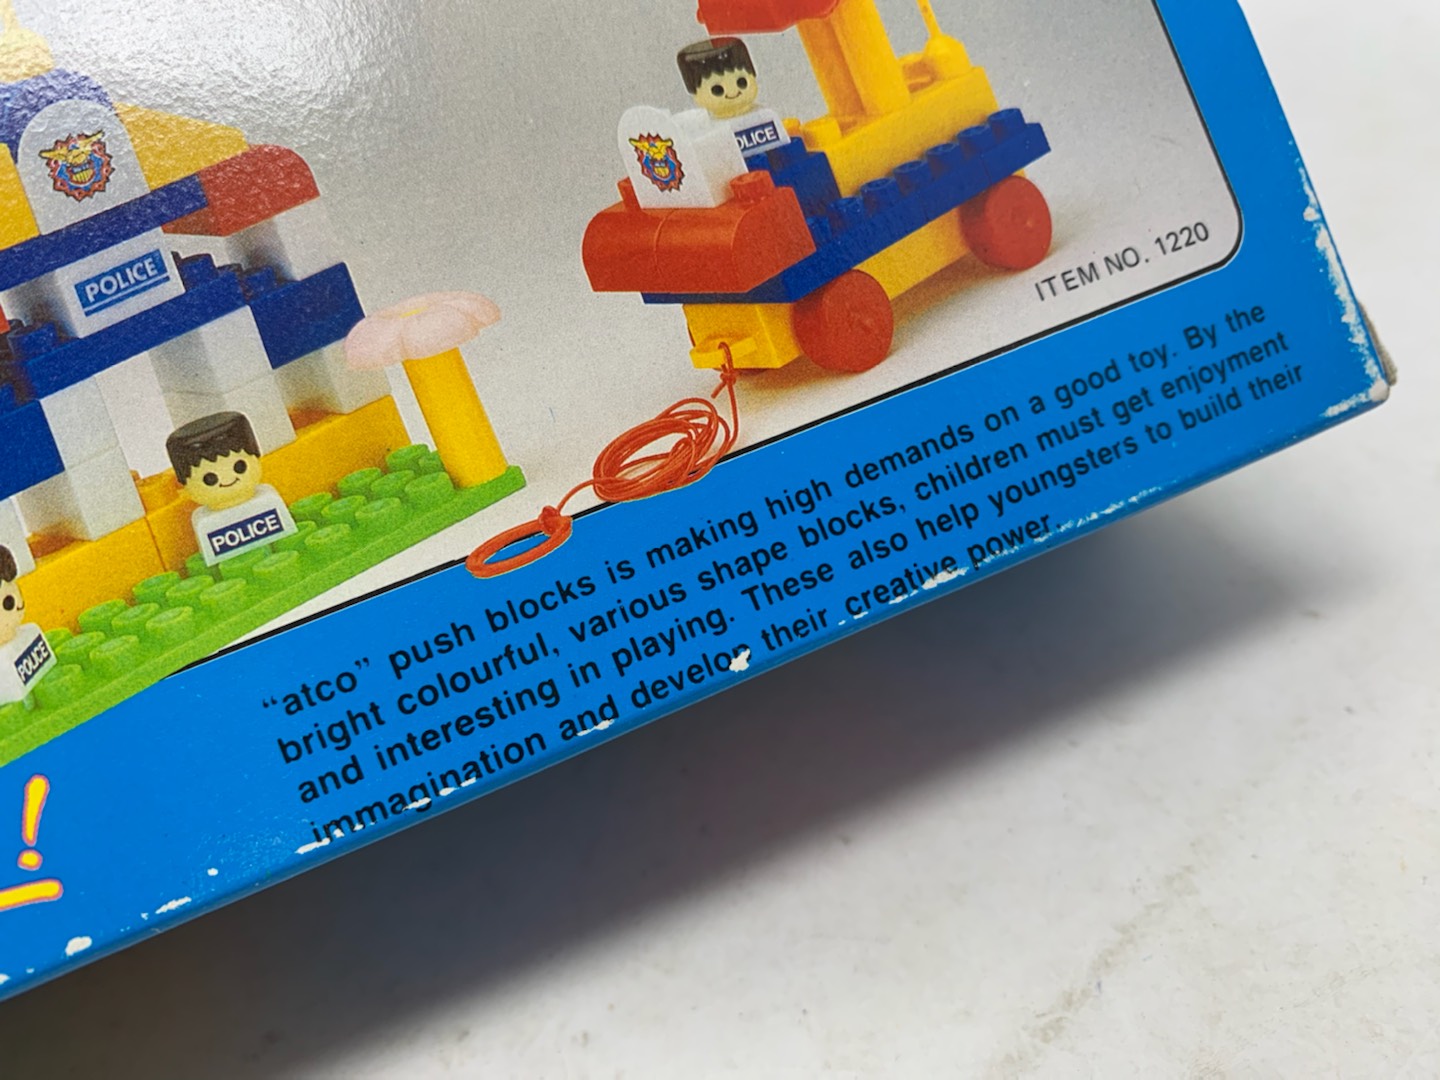 POLICE
POLICE
POLICE
POLICE
ITEM NO. 1220
“atco” push blocks is making high demands on a good toy. By the
bright colourful, various shape blocks, children must get enjoyment
and interesting in playing. These also help youngsters to build their
immagination and develop their creative power.
!